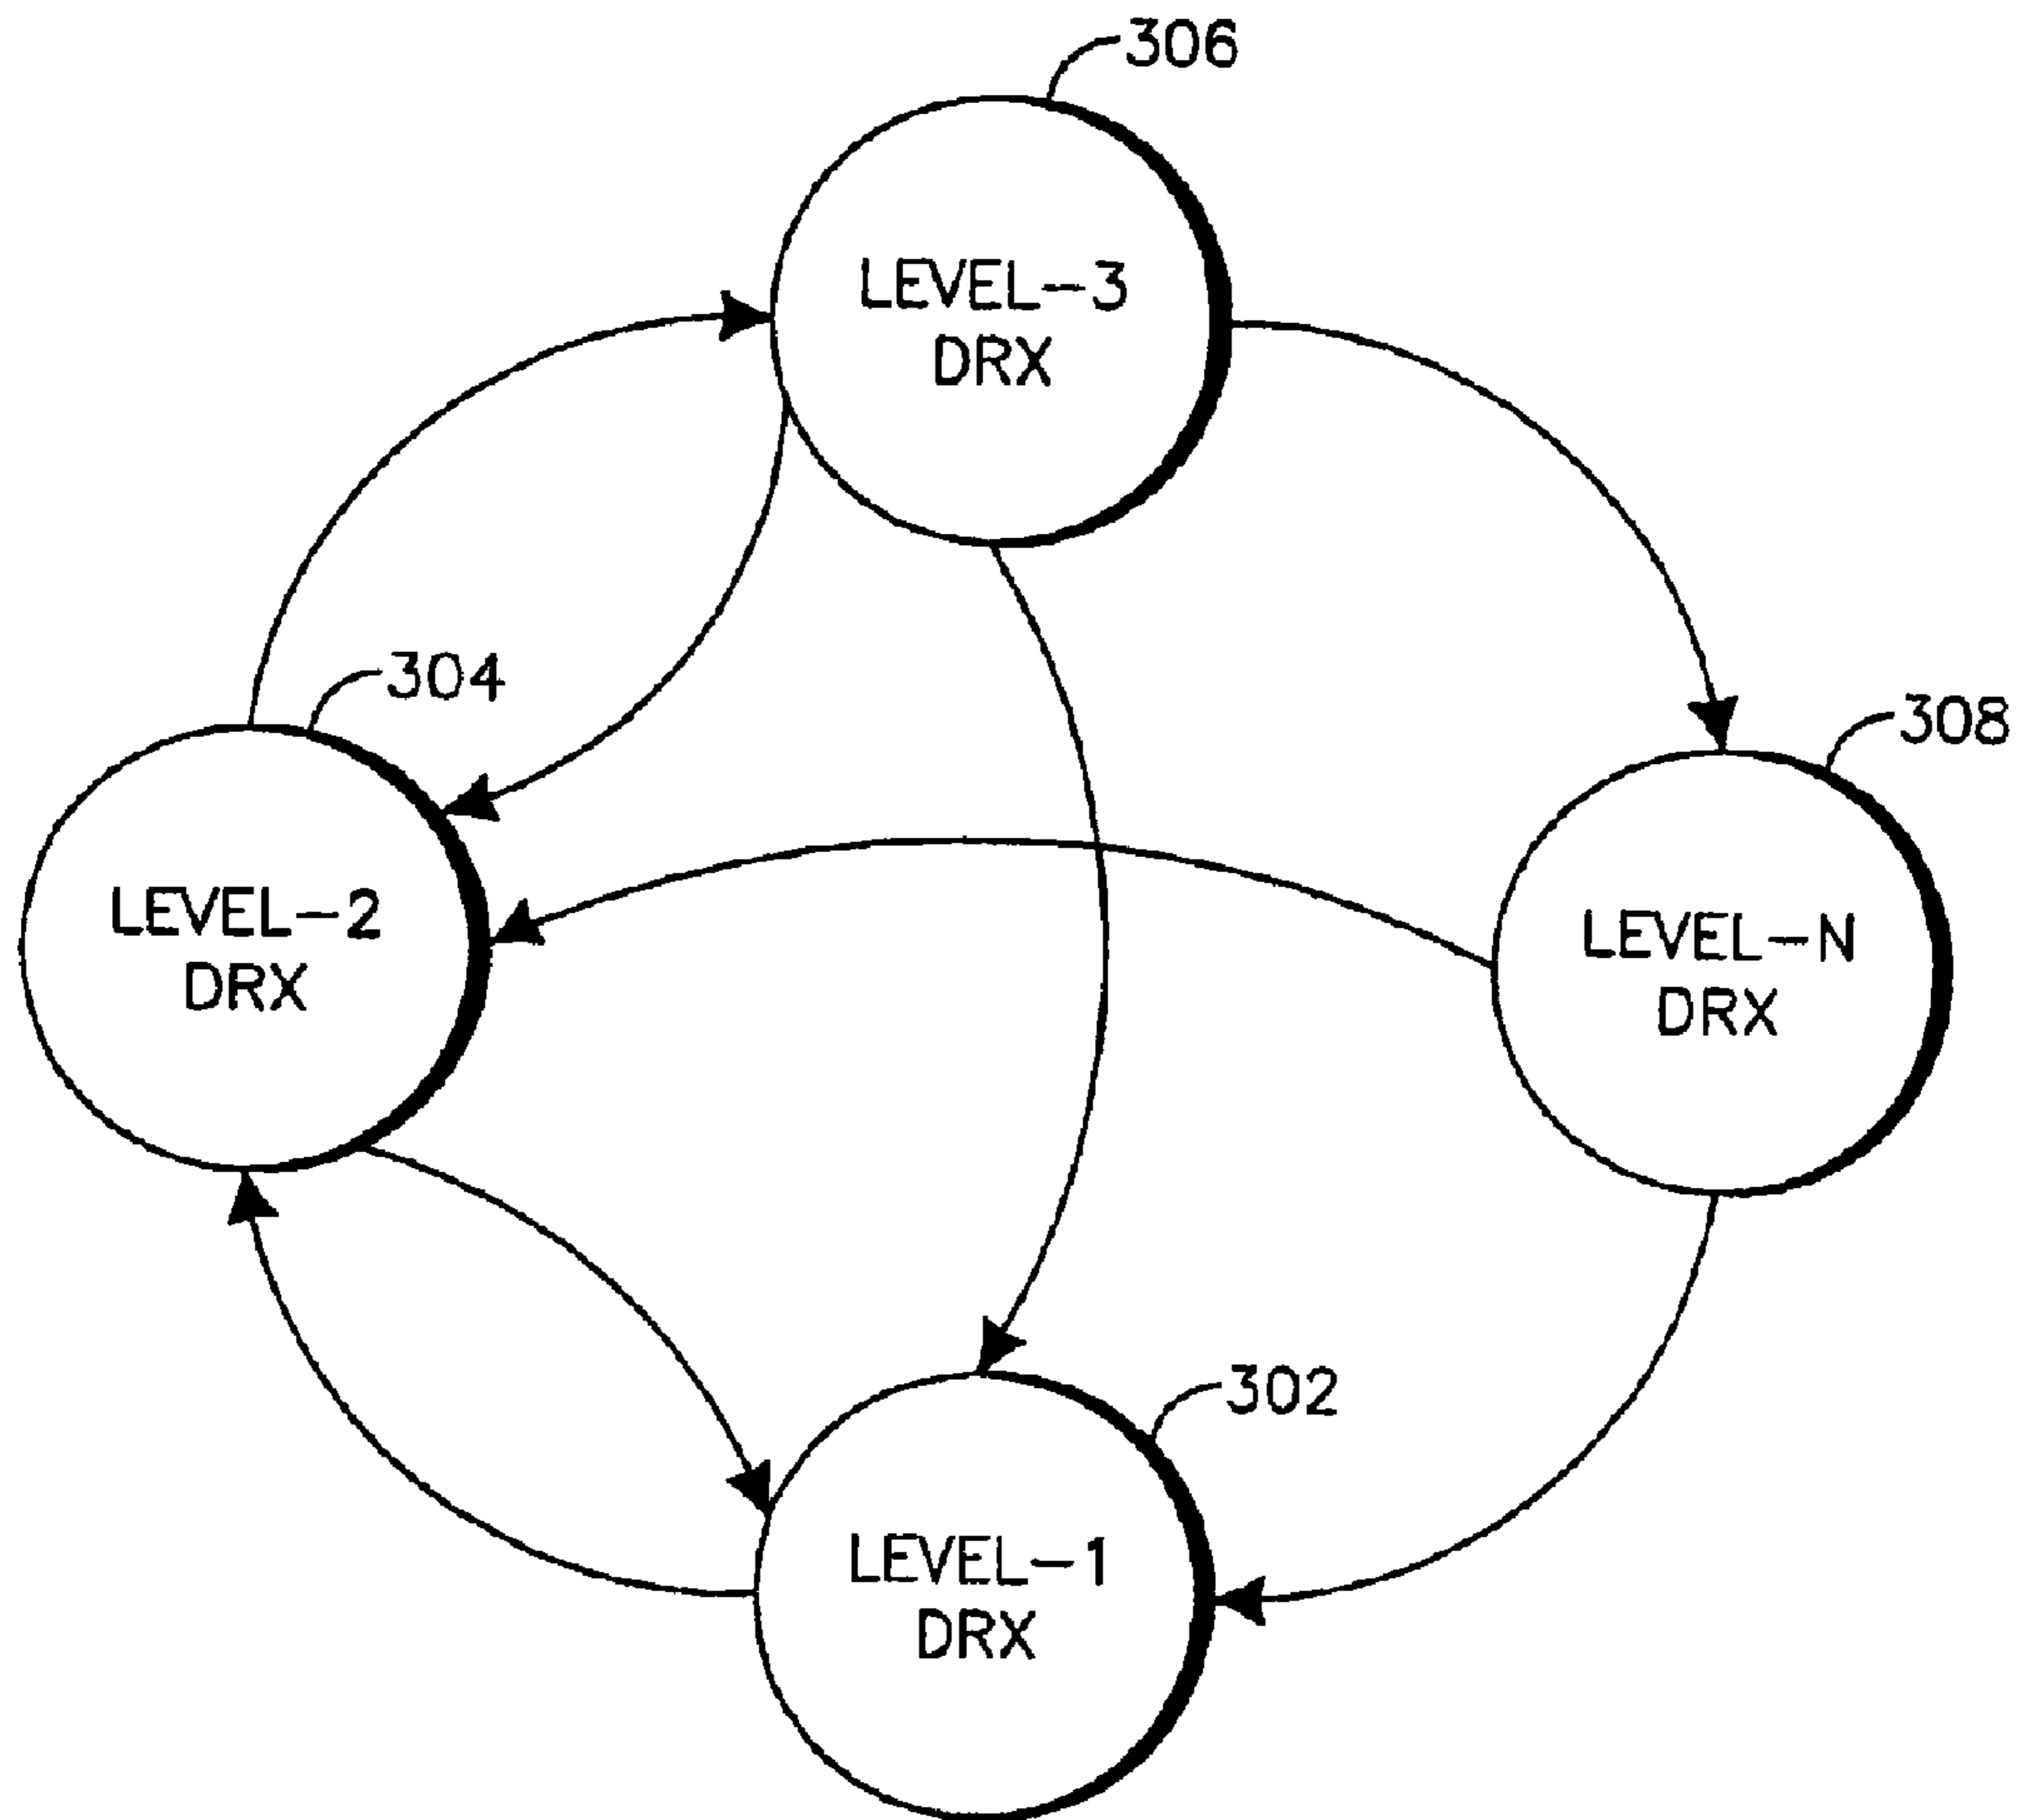 306
LEVEL-3
DRX
304
308
LEVEL-2
DRX
LEVEL-N
DRX
302
LEVEL-1
DRX